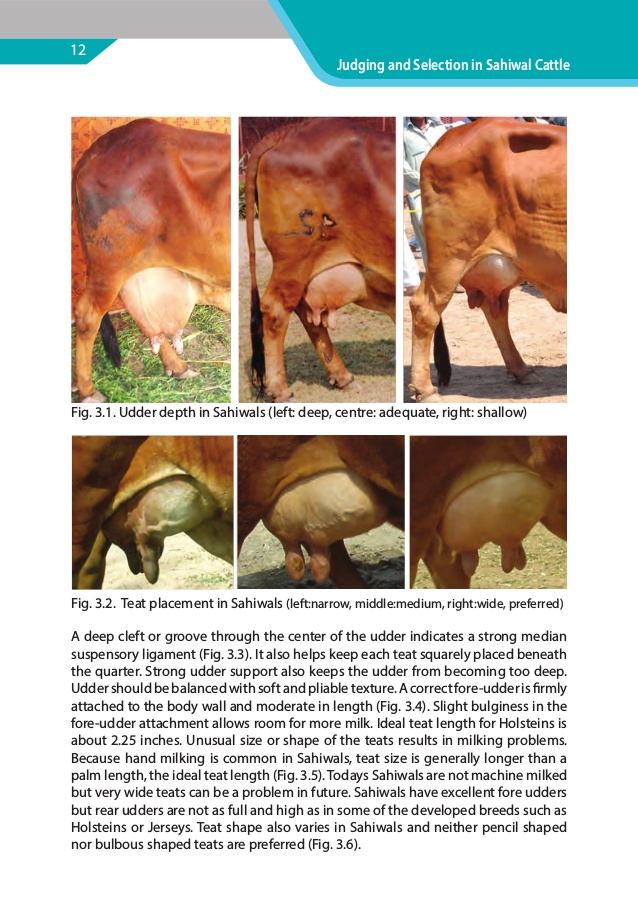 12
Judging and Selection in Sahiwal Cattle
Fig. 3.1. Udder depth in Sahiwals (left: deep, centre: adequate, right: shallow)
Fig. 3.2. Teat placement in Sahiwals (left:narrow, middle:medium, right:wide, preferred)
A deep cleft or groove through the center of the udder indicates a strong median
suspensory ligament (Fig. 3.3). It also helps keep each teat squarely placed beneath
the quarter. Strong udder support also keeps the udder from becoming too deep.
Udder should be balanced with soft and pliable texture. A correct fore-udder is firmly
attached to the body wall and moderate in length (Fig. 3.4). Slight bulginess in the
fore-udder attachment allows room for more milk. Ideal teat length for Holsteins is
about 2.25 inches. Unusual size or shape of the teats results in milking problems.
Because hand milking is common in Sahiwals, teat size is generally longer than a
palm length, the ideal teat length (Fig. 3.5). Todays Sahiwals are not machine milked
but very wide teats can be a problem in future. Sahiwals have excellent fore udders
but rear udders are not as full and high as in some of the developed breeds such as
Holsteins or Jerseys. Teat shape also varies in Sahiwals and neither pencil shaped
nor bulbous shaped teats are preferred (Fig. 3.6).